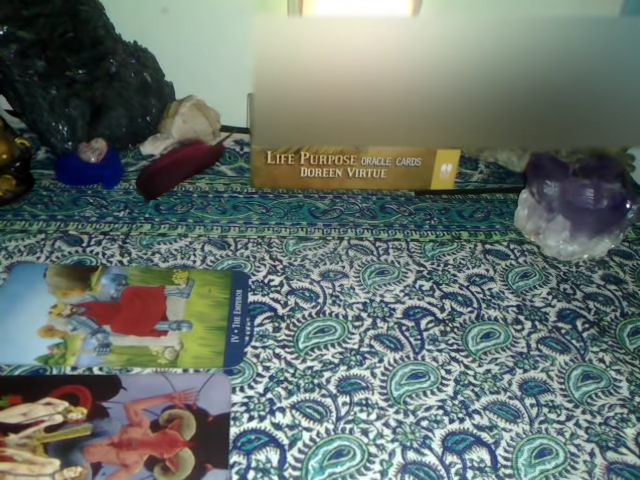 LIFE PURPOSE ORACLE CARDS
DOREEN VIRTUE
IV • THE EMPEROR